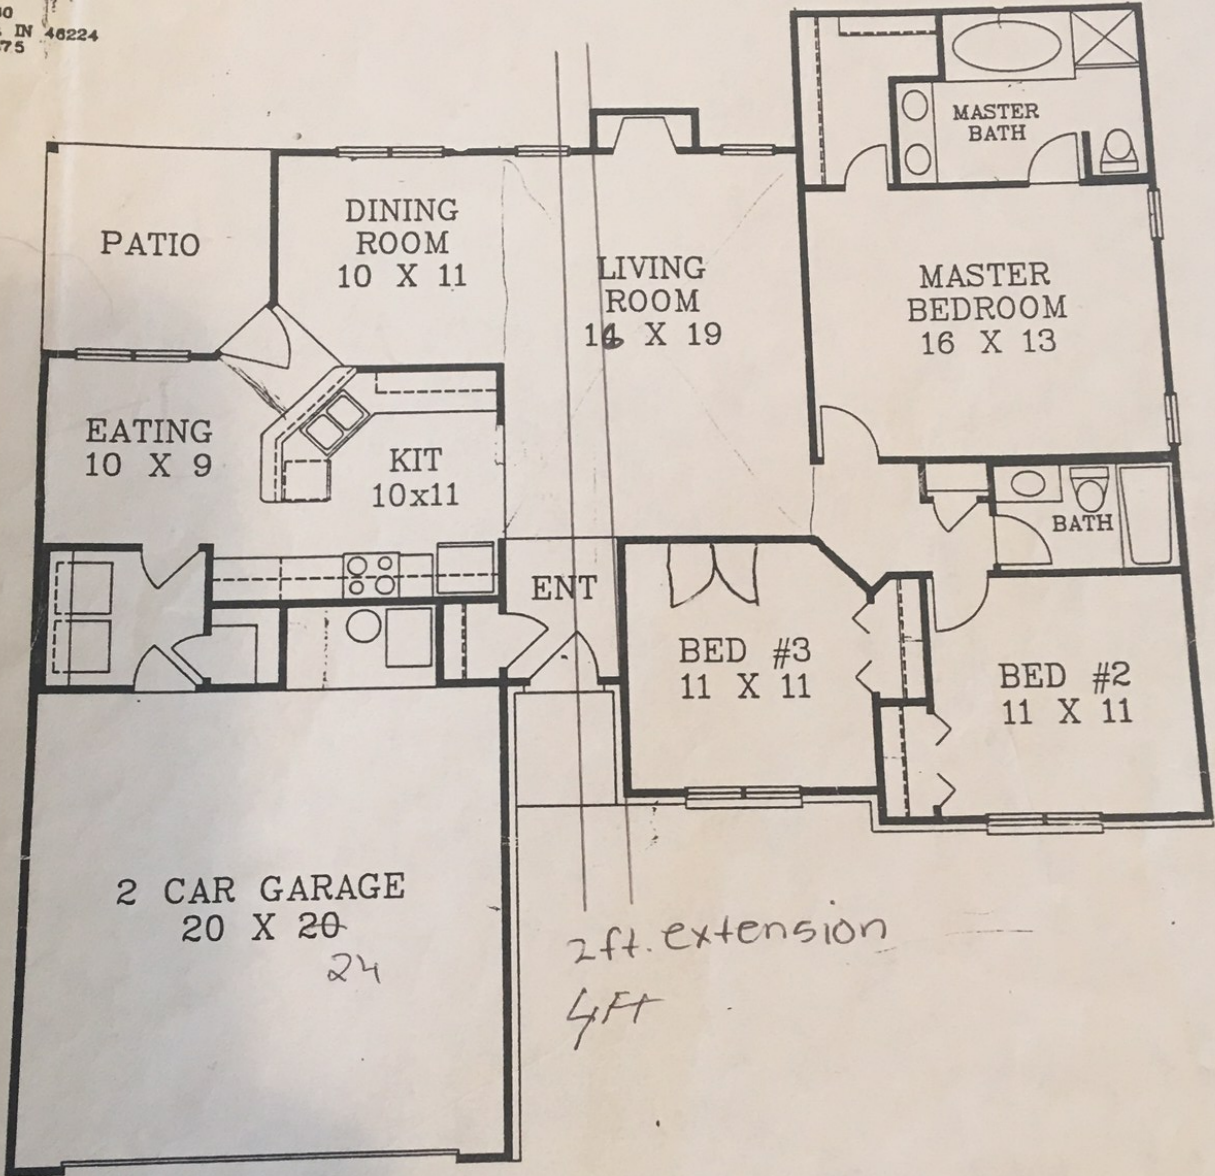 IN 46224
75
MASTER
BATH
PATIO
DINING
ROOM
10 X 11
LIVING
ROOM
16 X 19
MASTER
BEDROOM
16 X 13
EATING
10 X 9
KIT
10x11
BATH
ENT
BED #3
11 X 11
BED #2
11 X 11
2 CAR GARAGE
20 X 20
24
2ft. extension
4Ft